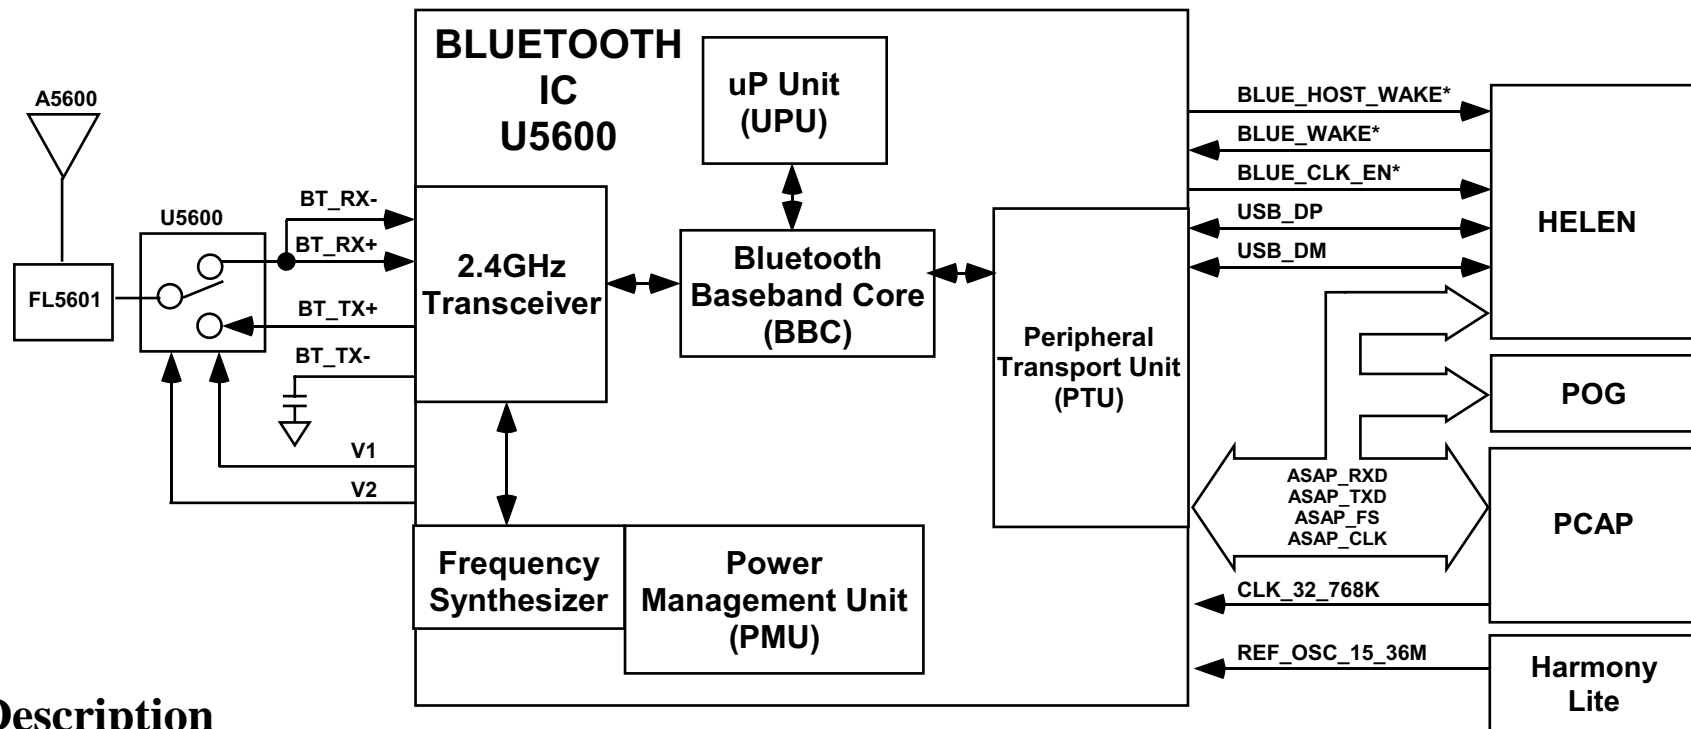 BLUETOOTH
IC
U5600
uP Unit
(UPU)
A5600
U5600
FL5601
BT_RX-
BT_RX+
BT_TX+
BT_TX-
V1
V2
2.4GHz
Transceiver
Bluetooth
Baseband Core
(BBC)
Peripheral
Transport Unit
(PTU)
Frequency
Synthesizer
Power
Management Unit
(PMU)
BLUE_HOST_WAKE*
BLUE_WAKE*
BLUE_CLK_EN*
USB_DP
USB_DM
HELEN
POG
ASAP_RXD
ASAP_TXD
ASAP_FS
ASAP_CLK
PCAP
CLK_32_768K
REF_OSC_15_36M
Harmony
Lite
Description